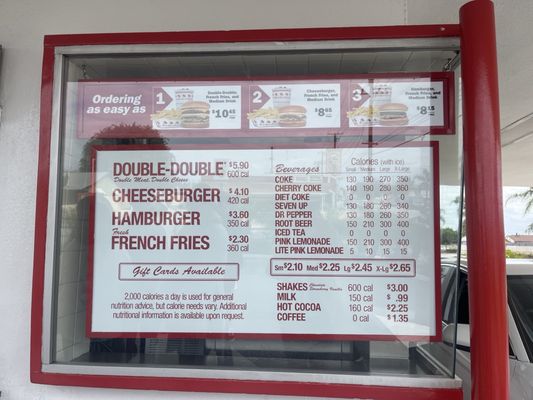 Ordering
as easy as
1
Double-Double,
French Fries, and
Medium Drink
$10.45
2
Cheeseburger,
French Fries, and
Medium Drink
3
Hamburger,
French Fries, and
Medium Drink
DOUBLE-DOUBLE $5.90
Double Meat, Double Cheese 600 cal
CHEESEBURGER $4.10
420 cal
HAMBURGER $3.60
350 cal
Fresh
FRENCH FRIES $2.30
360 cal
Gift Cards Available
2,000 calories a day is used for general
nutrition advice, but calorie needs vary. Additional
nutritional information is available upon request.
Beverages Calories (with ice)
Small Medium Large X-Large
COKE 130 190 270 350
CHERRY COKE 140 190 280 360
DIET COKE 0 0 0 0
SEVEN UP 130 180 260 340
DR PEPPER 130 180 260 350
ROOT BEER 150 210 300 400
ICED TEA 0 0 0 0
PINK LEMONADE 150 210 300 400
LITE PINK LEMONADE 5 10 15 15
Sm $2.10 Med $2.25 Lg $2.45 X-Lg $2.65
SHAKES Chocolate Strawberry Vanilla 600 cal $3.00
MILK 150 cal $ .99
HOT COCOA 160 cal $2.25
COFFEE 0 cal $1.35